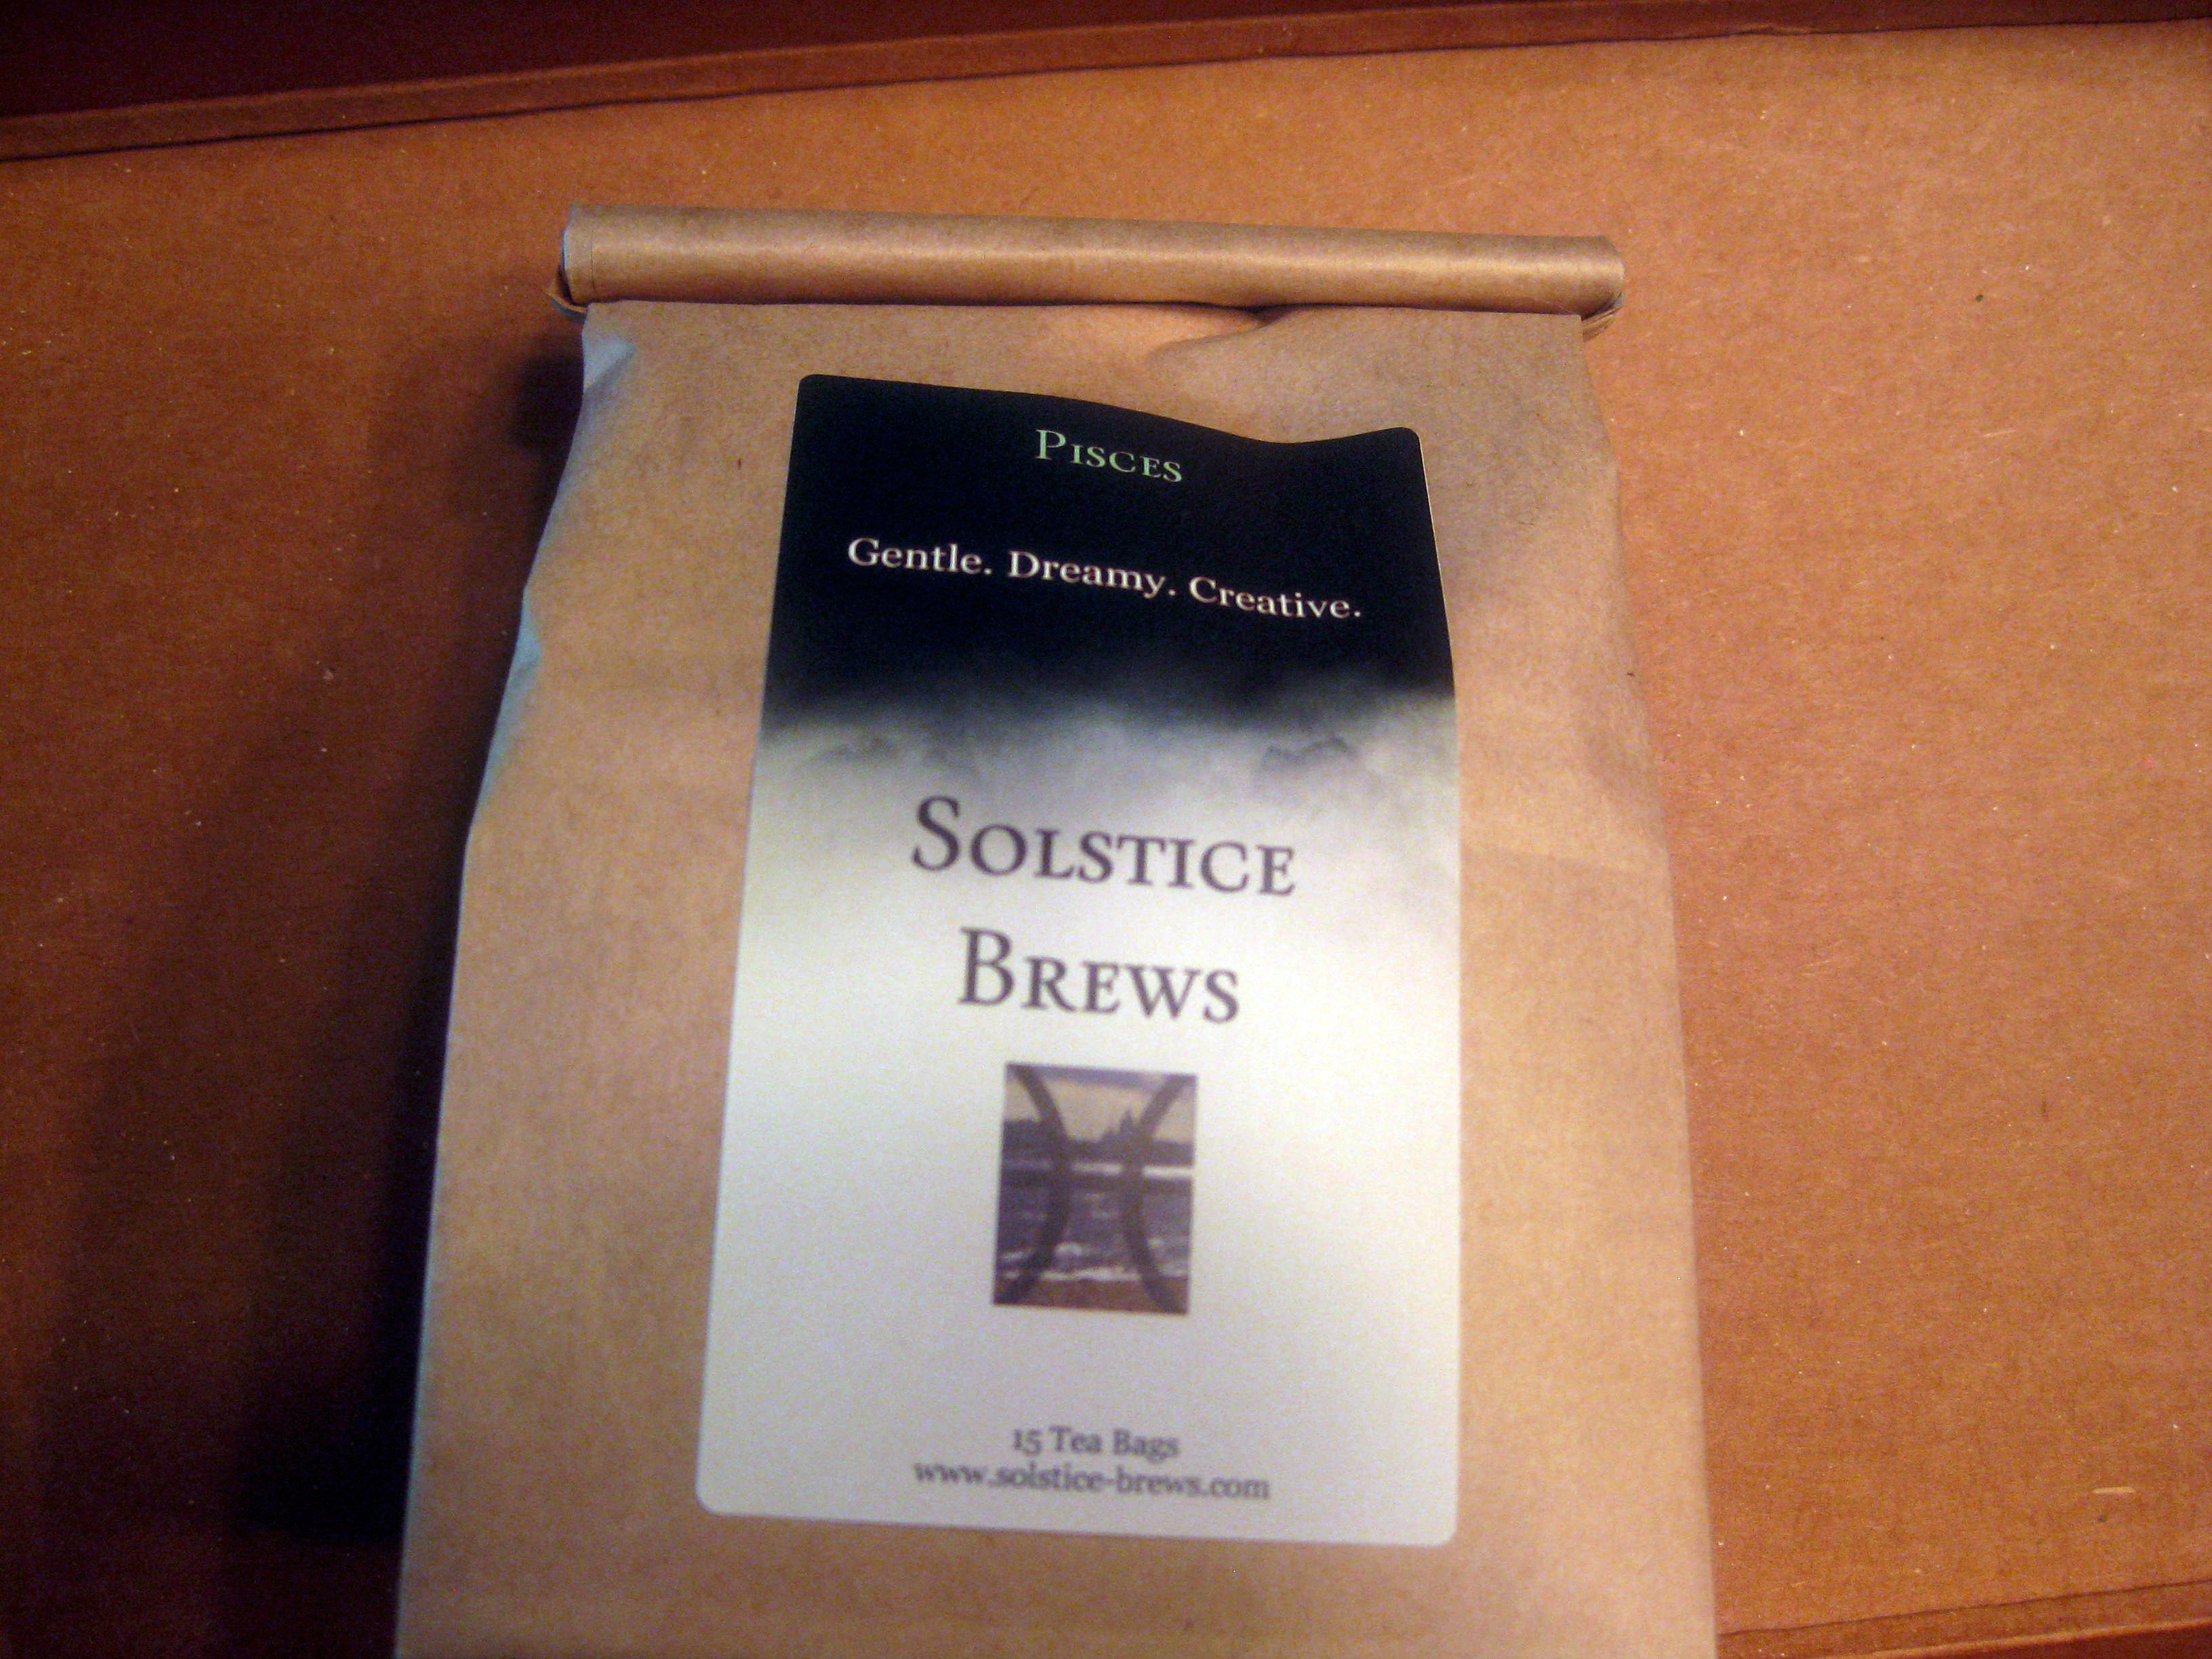 Pisces
Gentle. Dreamy. Creative.
Solstice
Brews
15 Tea Bags
www.solstice-brews.com